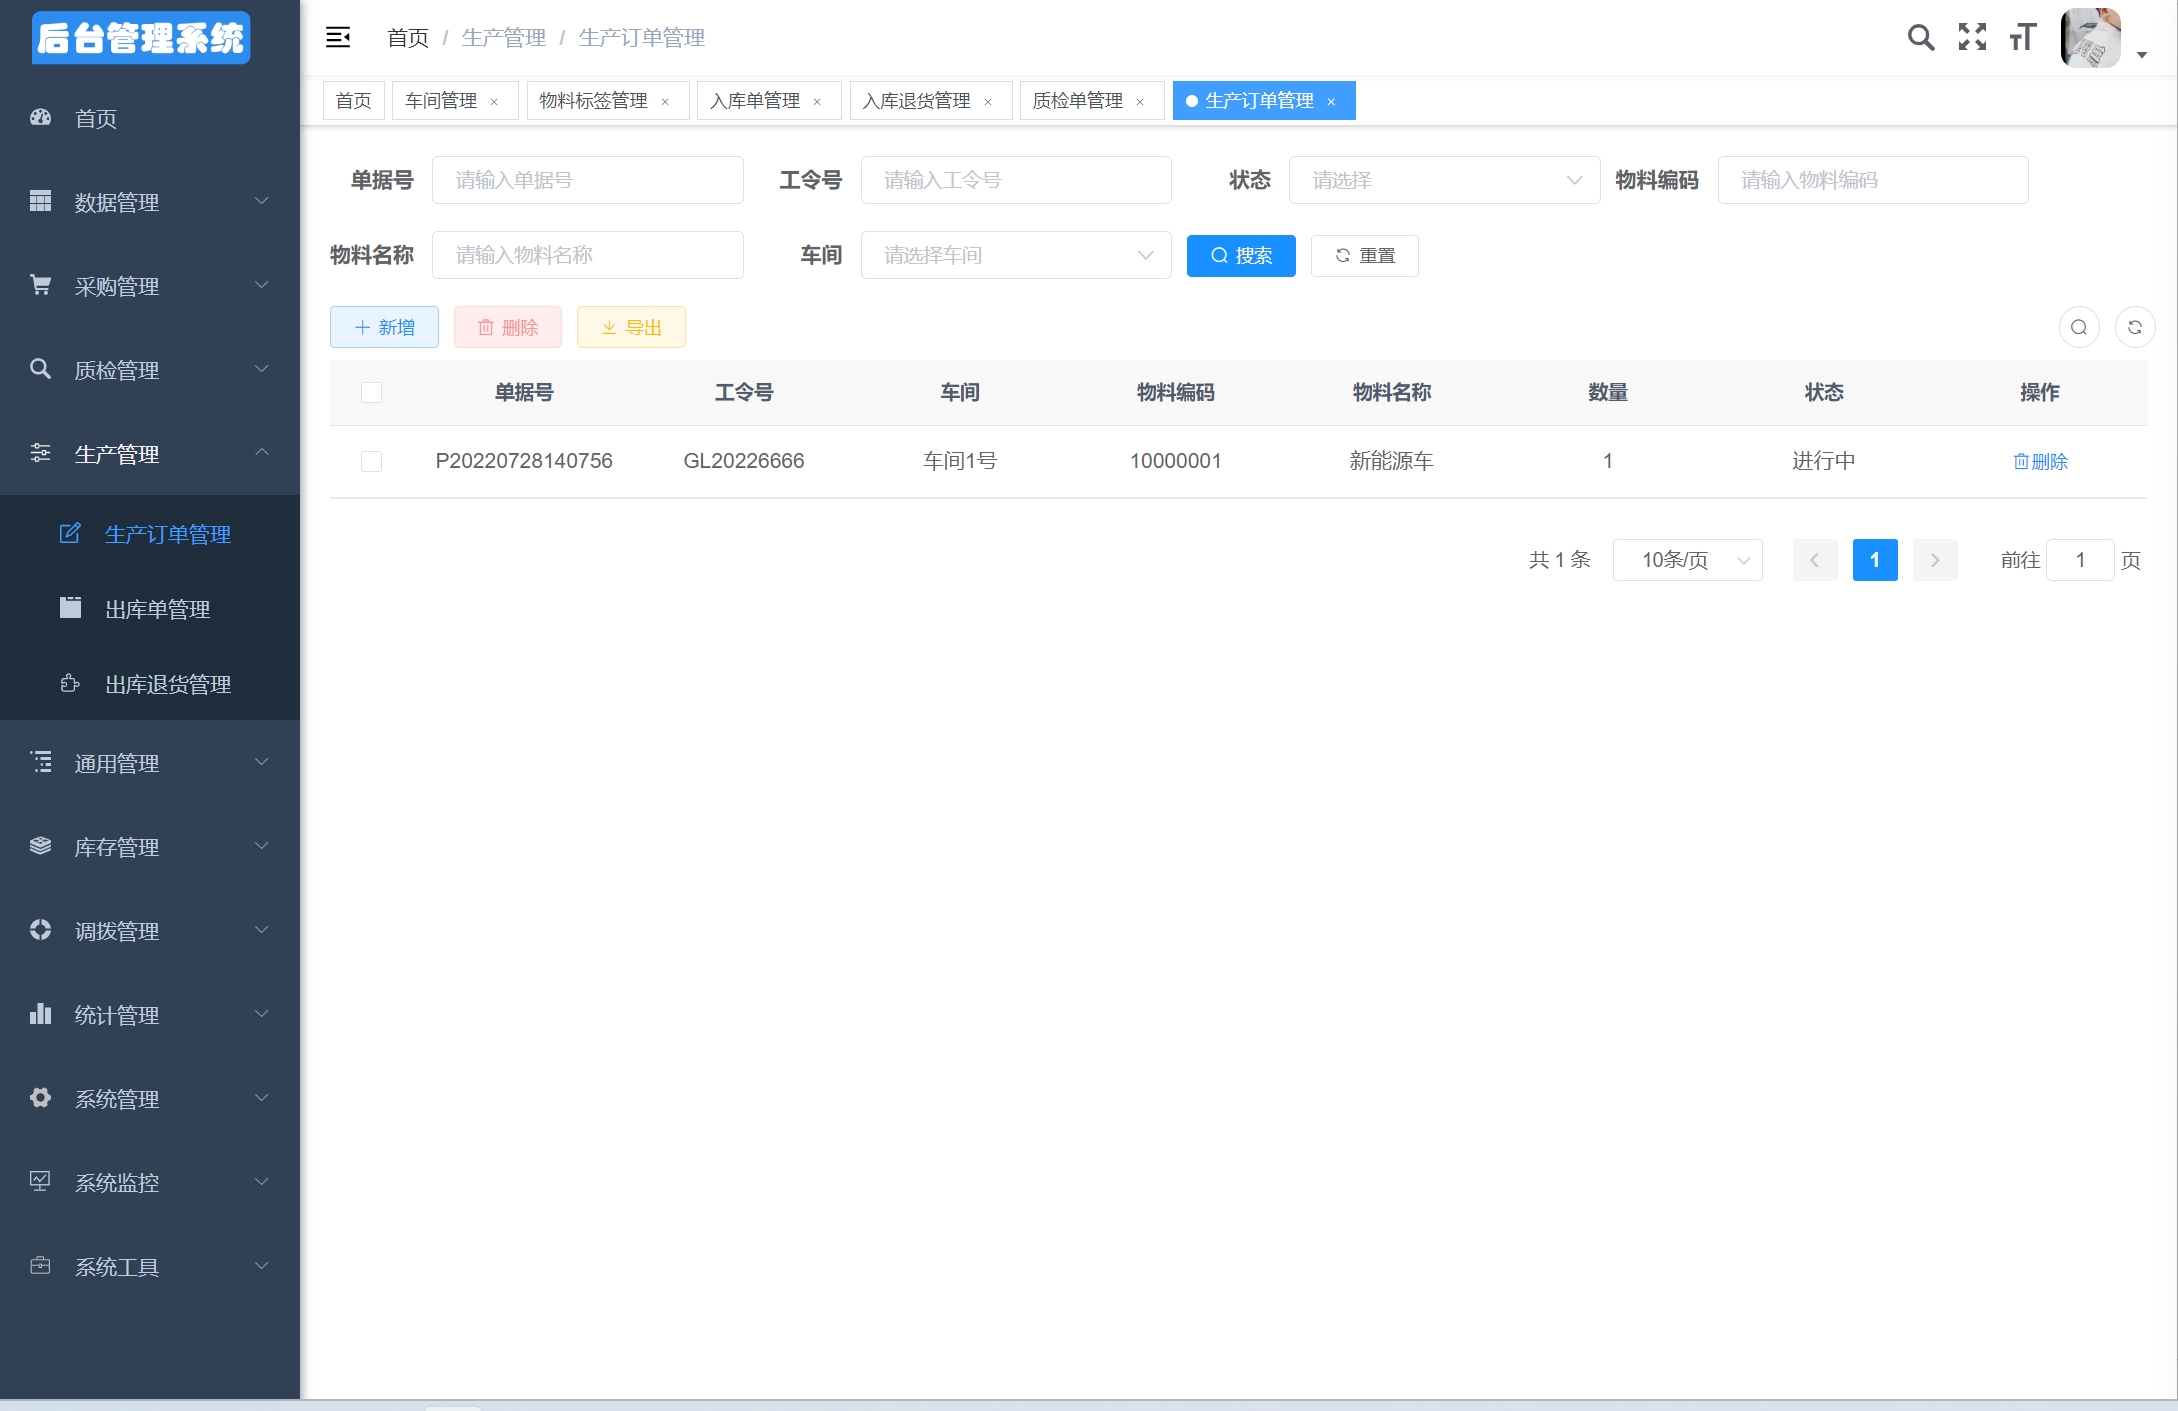 后台管理系统
首页
数据管理
采购管理
质检管理
生产管理
生产订单管理
出库单管理
出库退货管理
通用管理
库存管理
调拨管理
统计管理
系统管理
系统监控
系统工具
首页 / 生产管理 / 生产订单管理
首页 车间管理 × 物料标签管理 × 入库单管理 × 入库退货管理 × 质检单管理 × 生产订单管理 ×
单据号 请输入单据号 工令号 请输入工令号 状态 请选择 物料编码 请输入物料编码
物料名称 请输入物料名称 车间 请选择车间 搜索 重置
新增 删除 导出
单据号 工令号 车间 物料编码 物料名称 数量 状态 操作
P20220728140756 GL20226666 车间1号 10000001 新能源车 1 进行中 删除
共 1 条 10条/页 1 前往 1 页